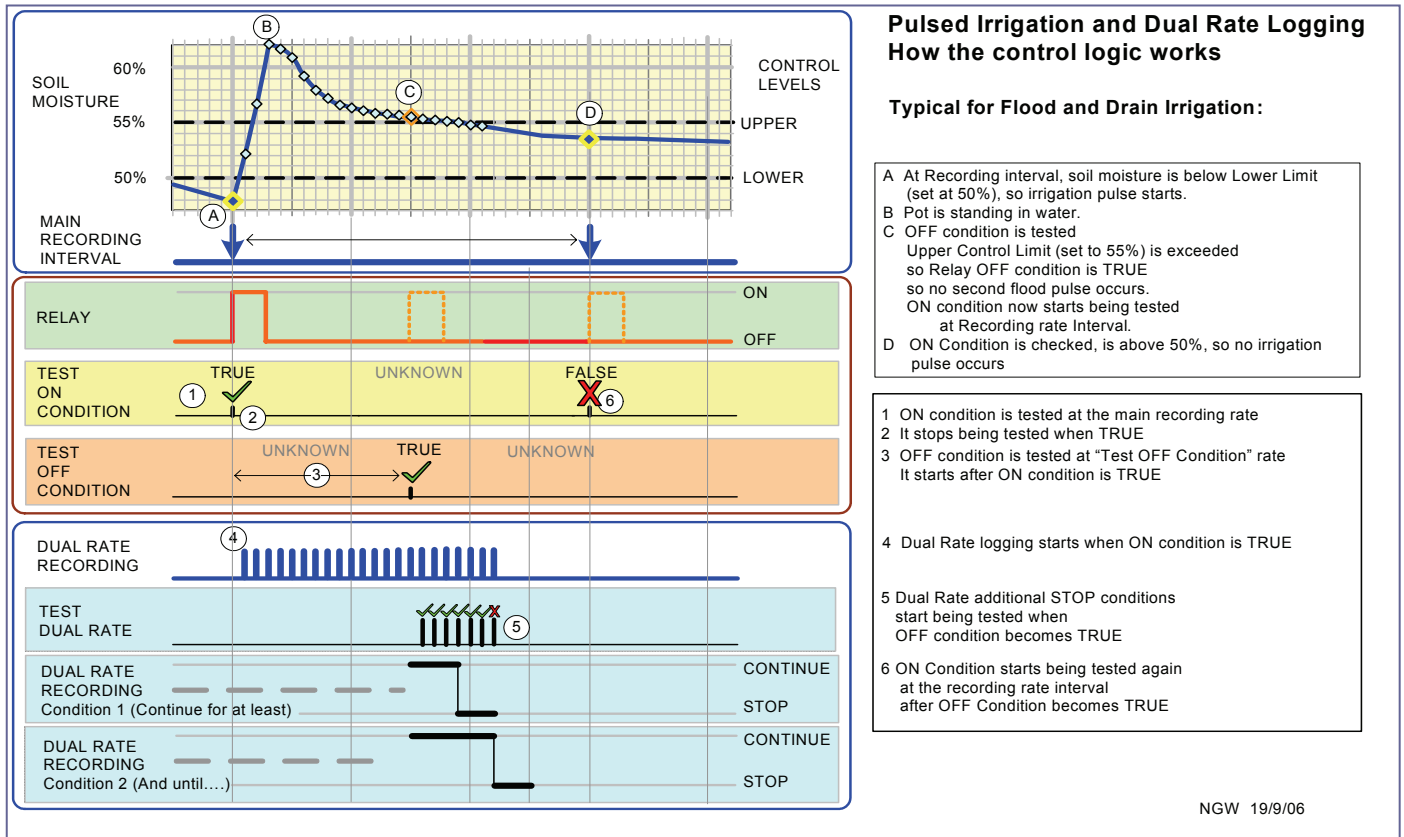 Pulsed Irrigation and Dual Rate Logging
How the control logic works
Typical for Flood and Drain Irrigation:
SOIL
MOISTURE
60%
55%
50%
A
B
C
D
CONTROL
LEVELS
UPPER
LOWER
MAIN
RECORDING
INTERVAL
RELAY
ON
OFF
TEST
ON
CONDITION
1
TRUE
2
UNKNOWN
FALSE
6
TEST
OFF
CONDITION
UNKNOWN
3
TRUE
UNKNOWN
DUAL RATE
RECORDING
4
TEST
DUAL RATE
5
DUAL RATE
RECORDING
Condition 1 (Continue for at least)
CONTINUE
STOP
DUAL RATE
RECORDING
Condition 2 (And until....)
CONTINUE
STOP
A At Recording interval, soil moisture is below Lower Limit
(set at 50%), so irrigation pulse starts.
B Pot is standing in water.
C OFF condition is tested
Upper Control Limit (set to 55%) is exceeded
so Relay OFF condition is TRUE
so no second flood pulse occurs.
ON condition now starts being tested
at Recording rate Interval.
D ON Condition is checked, is above 50%, so no irrigation
pulse occurs
1 ON condition is tested at the main recording rate
2 It stops being tested when TRUE
3 OFF condition is tested at “Test OFF Condition” rate
It starts after ON condition is TRUE
4 Dual Rate logging starts when ON condition is TRUE
5 Dual Rate additional STOP conditions
start being tested when
OFF condition becomes TRUE
6 ON Condition starts being tested again
at the recording rate interval
after OFF Condition becomes TRUE
NGW 19/9/06